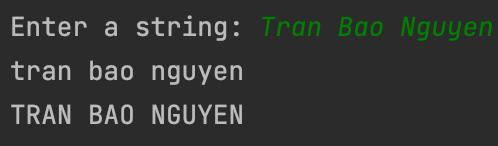 Enter a string: Tran Bao Nguyen
tran bao nguyen
TRAN BAO NGUYEN